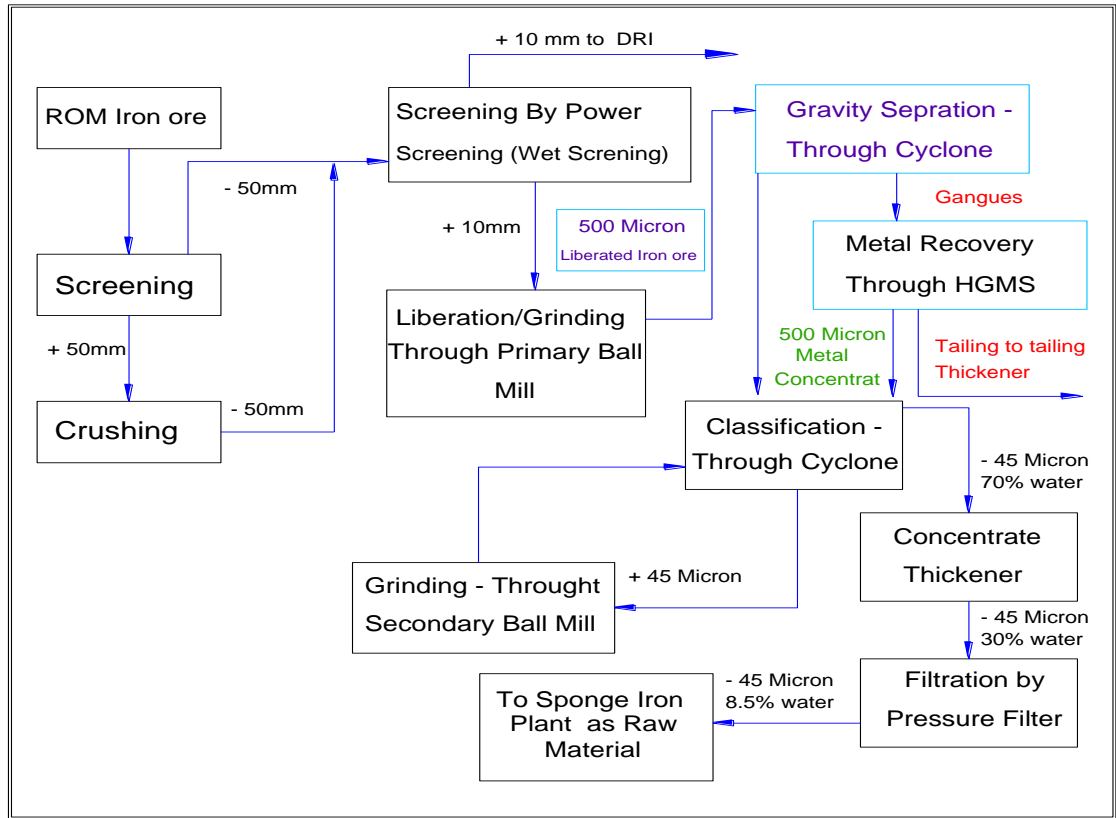 + 10 mm to DRI
ROM Iron ore
Screening By Power
Screening (Wet Screning)
Gravity Sepration -
Through Cyclone
- 50mm
Gangues
+ 10mm
500 Micron
Liberated Iron ore
Metal Recovery
Through HGMS
Screening
Liberation/Grinding
Through Primary Ball
Mill
500 Micron
Metal
Concentrat
Tailing to tailing
Thickener
+ 50mm
- 50mm
Crushing
Classification -
Through Cyclone
- 45 Micron
70% water
Concentrate
Thickener
+ 45 Micron
Grinding - Throught
Secondary Ball Mill
- 45 Micron
30% water
Filtration by
Pressure Filter
- 45 Micron
8.5% water
To Sponge Iron
Plant as Raw
Material